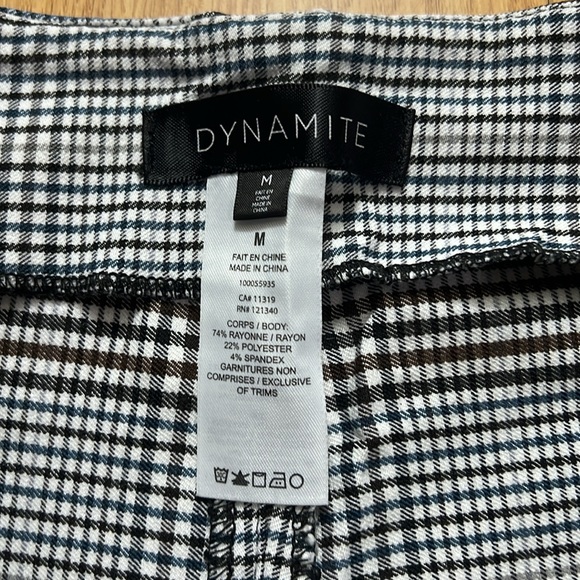 DYNAMITE
M
FAIT EN
CHINE
MADE IN
CHINA
M
FAIT EN CHINE
MADE IN CHINA
100055935
CA# 11319
RN# 121340
CORPS / BODY:
74% RAYONNE / RAYON
22% POLYESTER
4% SPANDEX
GARNITURES NON
COMPRISES / EXCLUSIVE
OF TRIMS